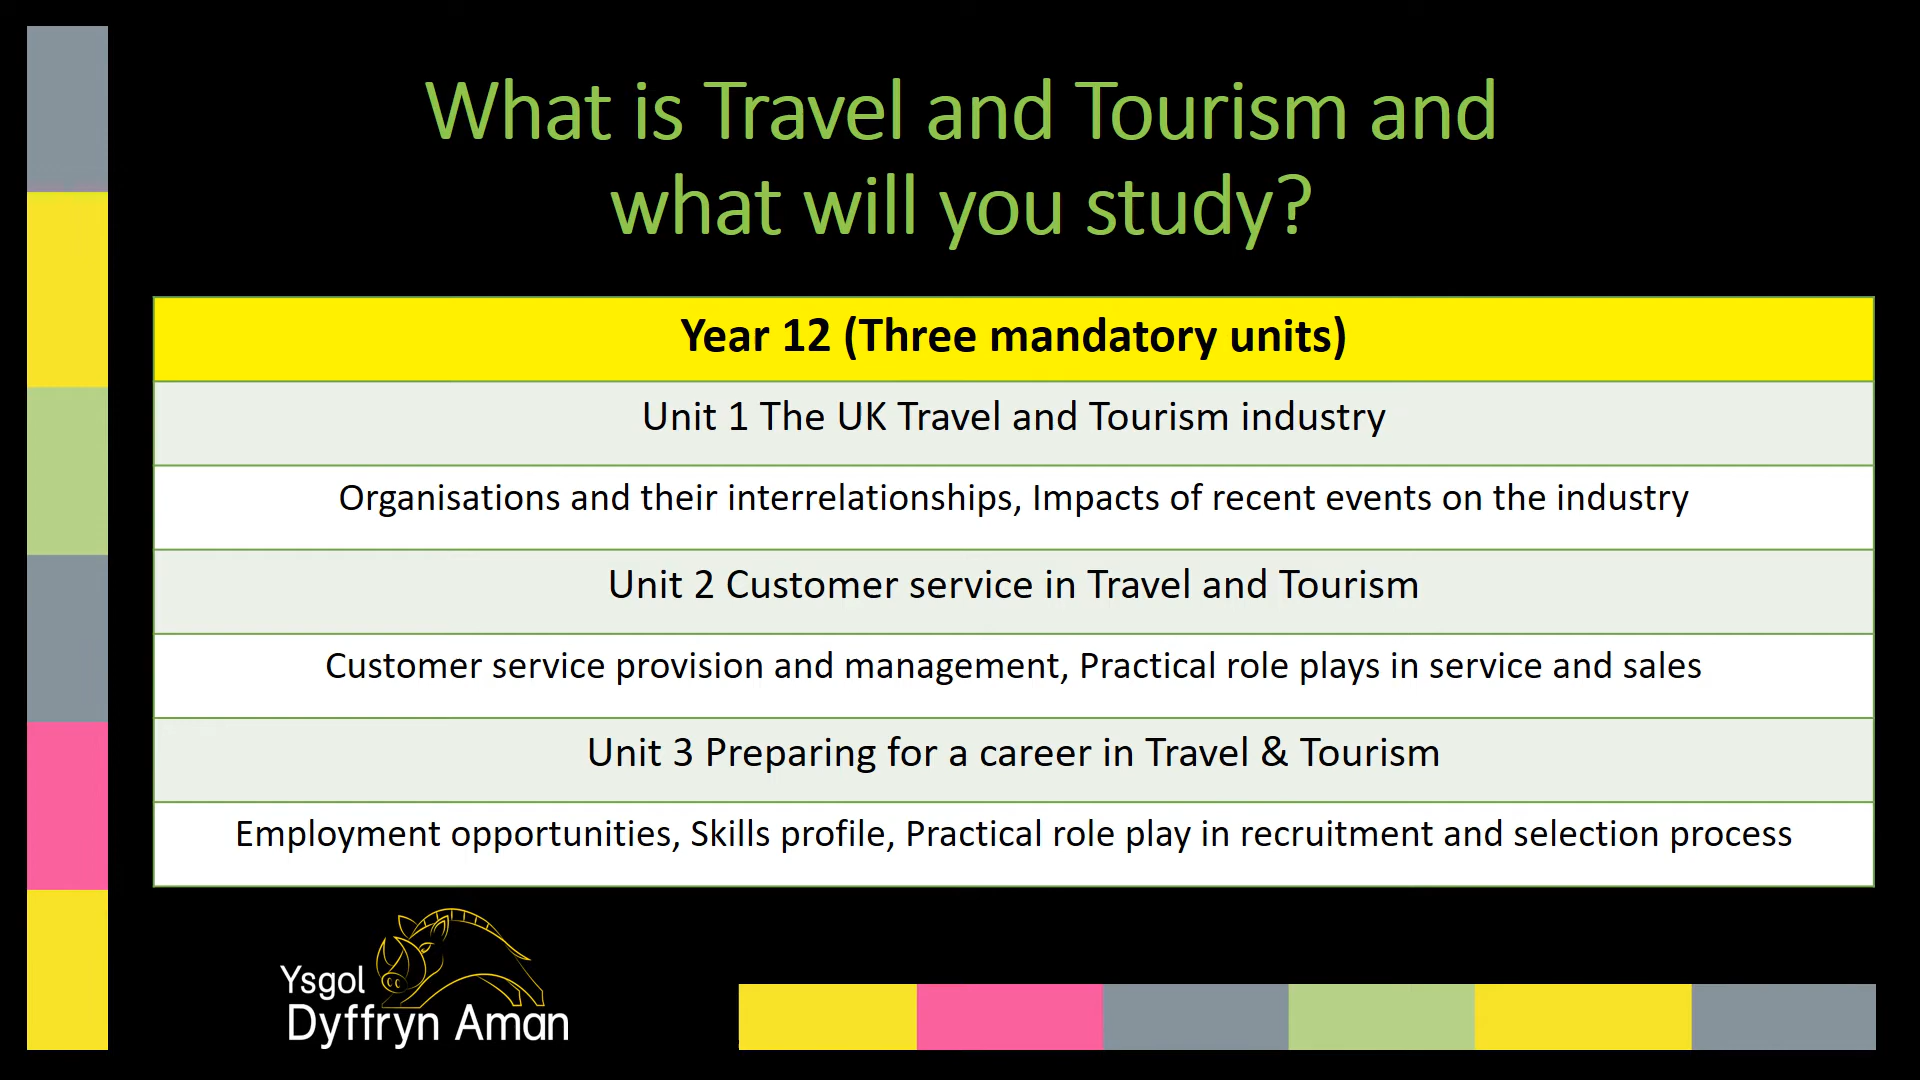 What is Travel and Tourism and
what will you study?
Year 12 (Three mandatory units)
Unit 1 The UK Travel and Tourism industry
Organisations and their interrelationships, Impacts of recent events on the industry
Unit 2 Customer service in Travel and Tourism
Customer service provision and management, Practical role plays in service and sales
Unit 3 Preparing for a career in Travel & Tourism
Employment opportunities, Skills profile, Practical role play in recruitment and selection process
Ysgol
Dyffryn Aman